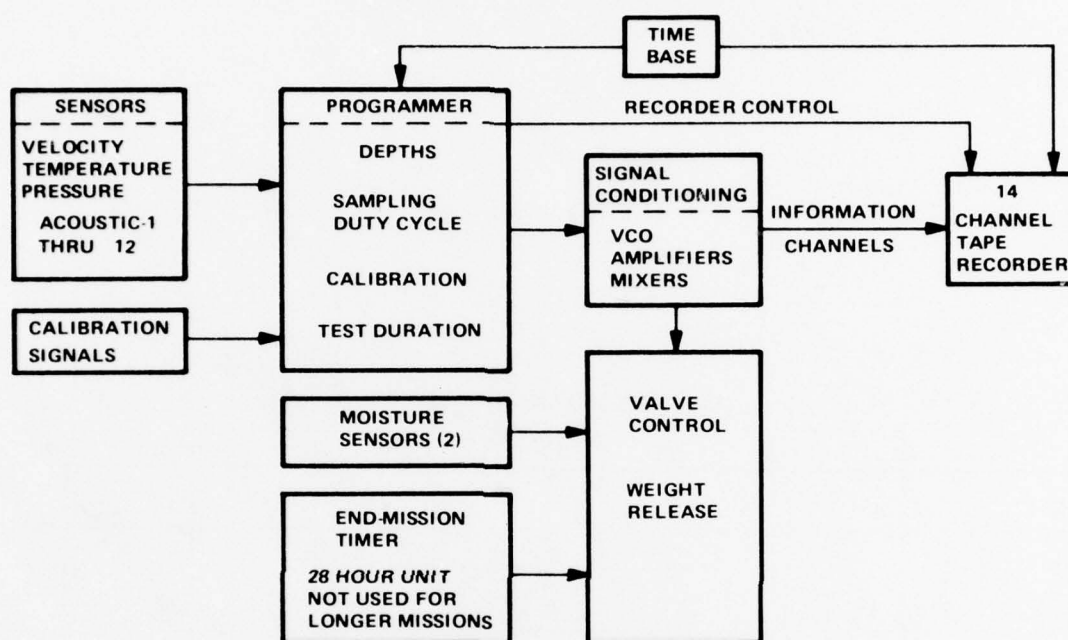 TIME
BASE
SENSORS
VELOCITY
TEMPERATURE
PRESSURE
ACOUSTIC-1
THRU 12
CALIBRATION
SIGNALS
PROGRAMMER
DEPTHS
SAMPLING
DUTY CYCLE
CALIBRATION
TEST DURATION
RECORDER CONTROL
SIGNAL
CONDITIONING
VCO
AMPLIFIERS
MIXERS
INFORMATION
CHANNELS
14
CHANNEL
TAPE
RECORDER
MOISTURE
SENSORS (2)
END-MISSION
TIMER
28 HOUR UNIT
NOT USED FOR
LONGER MISSIONS
VALVE
CONTROL
WEIGHT
RELEASE